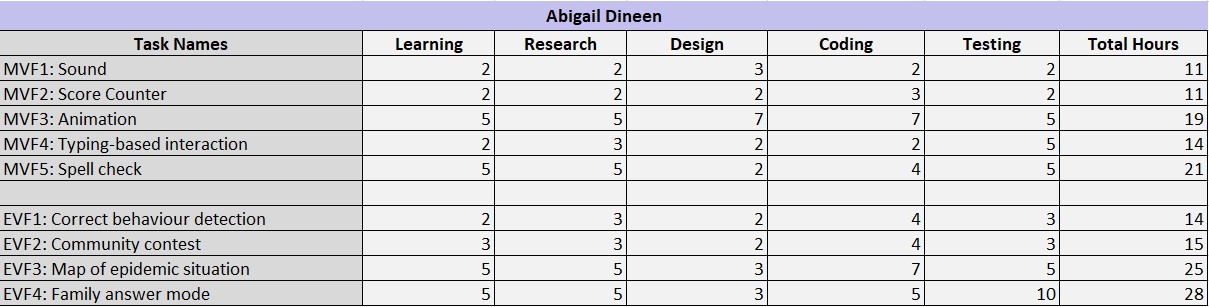 Abigail Dineen
Task Names Learning Research Design Coding Testing Total Hours
MVF1: Sound 2 2 3 2 2 11
MVF2: Score Counter 2 2 2 3 2 11
MVF3: Animation 5 5 7 7 5 19
MVF4: Typing-based interaction 2 3 2 2 5 14
MVF5: Spell check 5 5 2 4 5 21
EVF1: Correct behaviour detection 2 3 2 4 3 14
EVF2: Community contest 3 3 2 4 3 15
EVF3: Map of epidemic situation 5 5 3 7 5 25
EVF4: Family answer mode 5 5 3 5 10 28